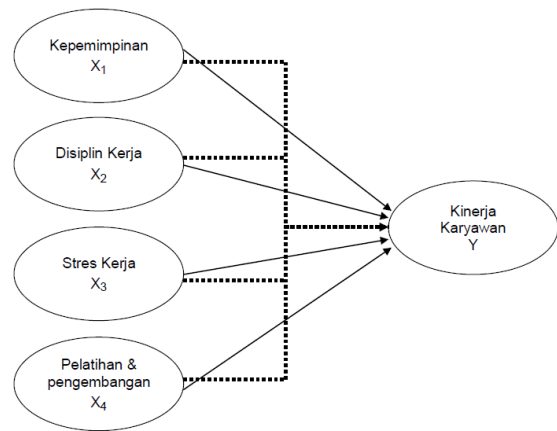 Kepemimpinan
X₁
Disiplin Kerja
X₂
Stres Kerja
X₃
Pelatihan &
pengembangan
X₄
Kinerja
Karyawan
Y